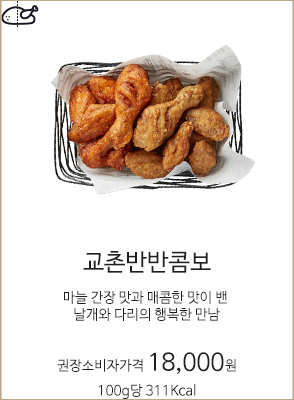 교촌반반콤보
마늘 간장 맛과 매콤한 맛이 밴
날개와 다리의 행복한 만남
권장소비자가격 18,000원
100g당 311Kcal